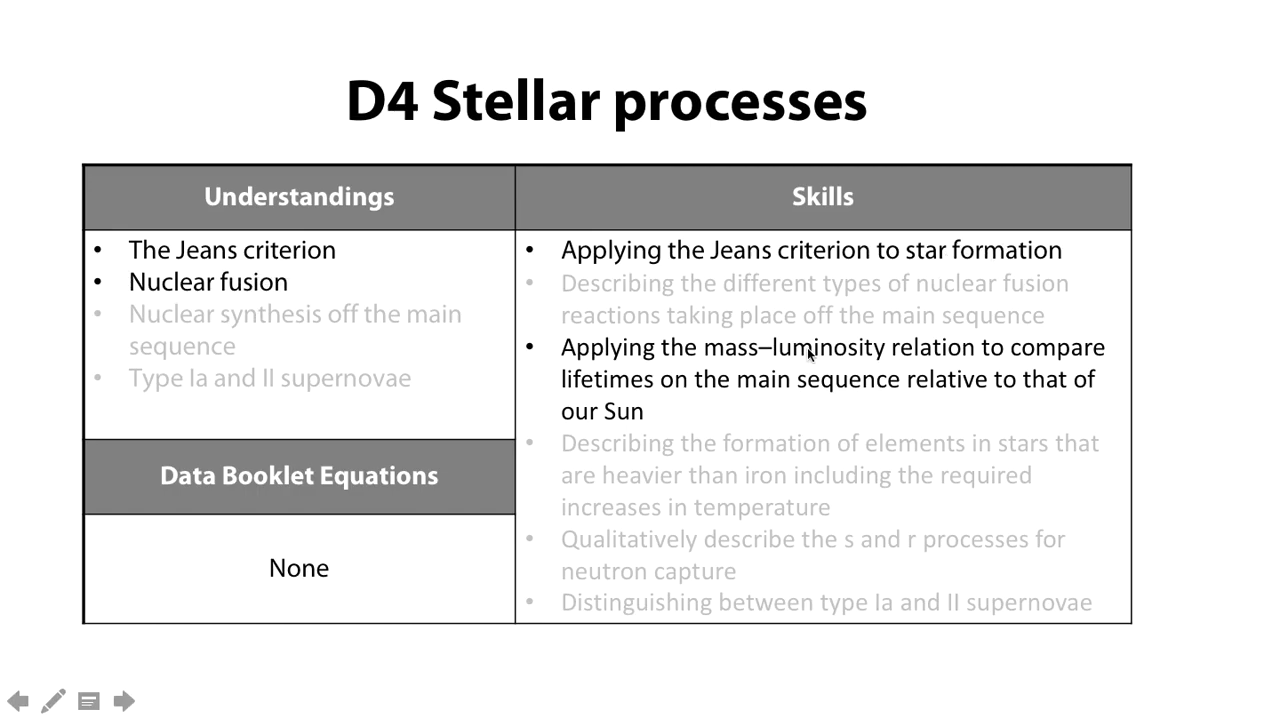 D4 Stellar processes
Understandings
Skills
• The Jeans criterion
• Nuclear fusion
• Nuclear synthesis off the main
sequence
• Type Ia and II supernovae
Data Booklet Equations
None
• Applying the Jeans criterion to star formation
• Describing the different types of nuclear fusion
reactions taking place off the main sequence
• Applying the mass–luminosity relation to compare
lifetimes on the main sequence relative to that of
our Sun
• Describing the formation of elements in stars that
are heavier than iron including the required
increases in temperature
• Qualitatively describe the s and r processes for
neutron capture
• Distinguishing between type Ia and II supernovae